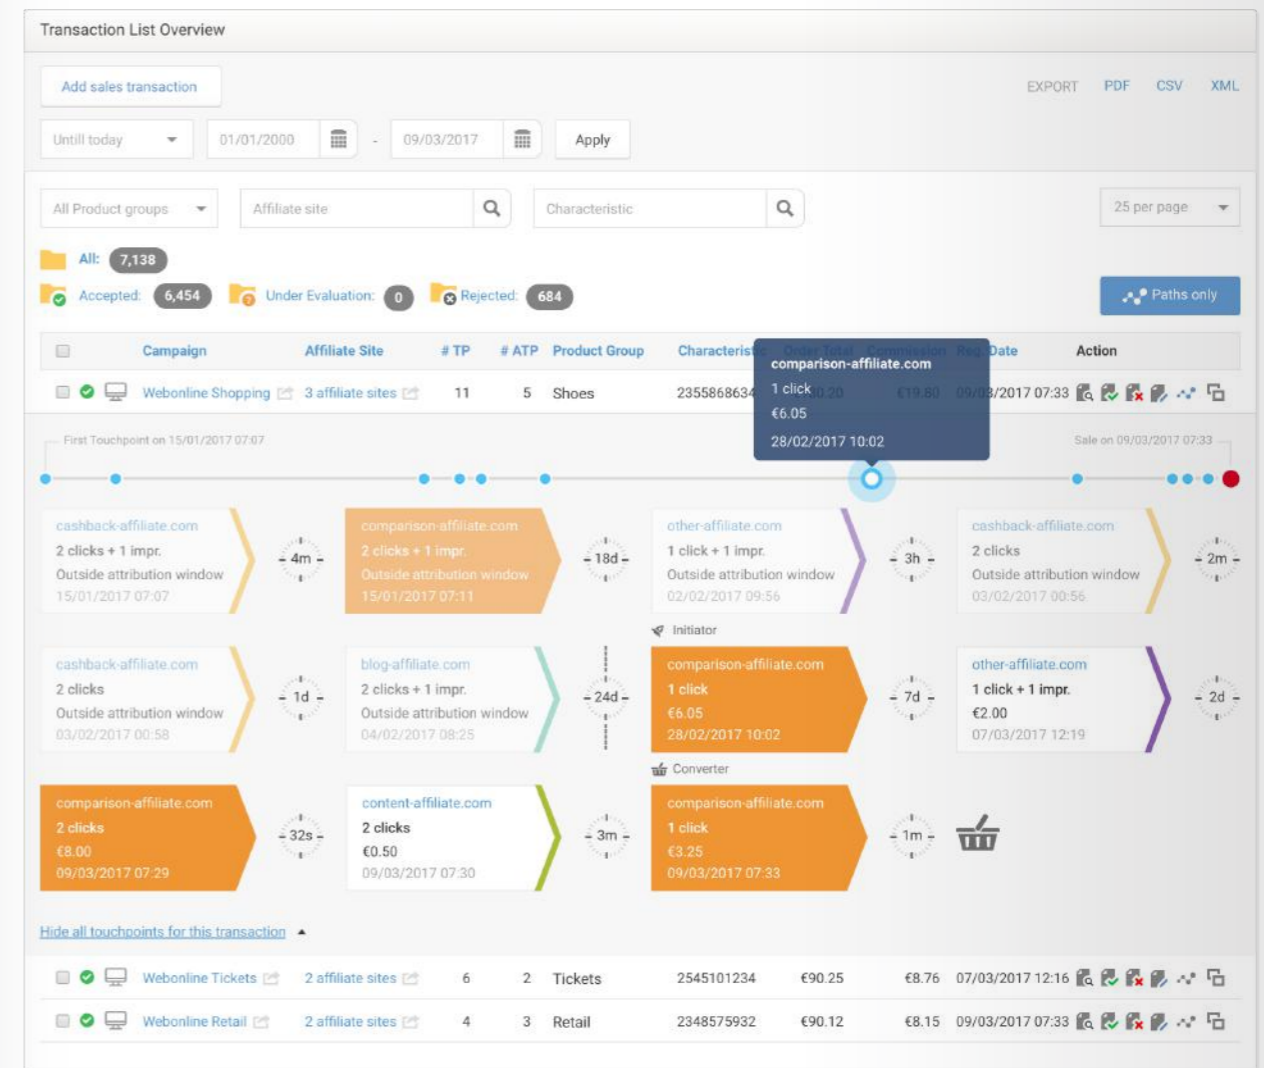 Transaction List Overview
Add sales transaction
EXPORT PDF CSV XML
Untill today 01/01/2000 - 09/03/2017 Apply
All Product groups Affiliate site Characteristic 25 per page
All: 7,138
Accepted: 6,454 Under Evaluation: 0 Rejected: 684 Paths only
Campaign Affiliate Site # TP # ATP Product Group Characteristic Order Total Commission Reg. Date Action
comparison-affiliate.com
1 click
€6.05
28/02/2017 10:02
Webonline Shopping 3 affiliate sites 11 5 Shoes 2355868634 €19.80 09/03/2017 07:33
First Touchpoint on 15/01/2017 07:07 Sale on 09/03/2017 07:33
cashback-affiliate.com
2 clicks + 1 impr.
Outside attribution window
15/01/2017 07:07
4m
comparison-affiliate.com
2 clicks + 1 impr.
Outside attribution window
15/01/2017 07:11
18d
other-affiliate.com
1 click + 1 impr.
Outside attribution window
02/02/2017 09:56
3h
cashback-affiliate.com
2 clicks
Outside attribution window
03/02/2017 00:56
2m
cashback-affiliate.com
2 clicks
Outside attribution window
03/02/2017 00:58
1d
blog-affiliate.com
2 clicks + 1 impr.
Outside attribution window
04/02/2017 08:25
24d
Initiator
comparison-affiliate.com
1 click
€6.05
28/02/2017 10:02
7d
other-affiliate.com
1 click + 1 impr.
€2.00
07/03/2017 12:19
2d
comparison-affiliate.com
2 clicks
€8.00
09/03/2017 07:29
32s
content-affiliate.com
2 clicks
€0.50
09/03/2017 07:30
3m
Converter
comparison-affiliate.com
1 click
€3.25
09/03/2017 07:33
1m
Hide all touchpoints for this transaction
Webonline Tickets 2 affiliate sites 6 2 Tickets 2545101234 €90.25 €8.76 07/03/2017 12:16
Webonline Retail 2 affiliate sites 4 3 Retail 2348575932 €90.12 €8.15 09/03/2017 07:33